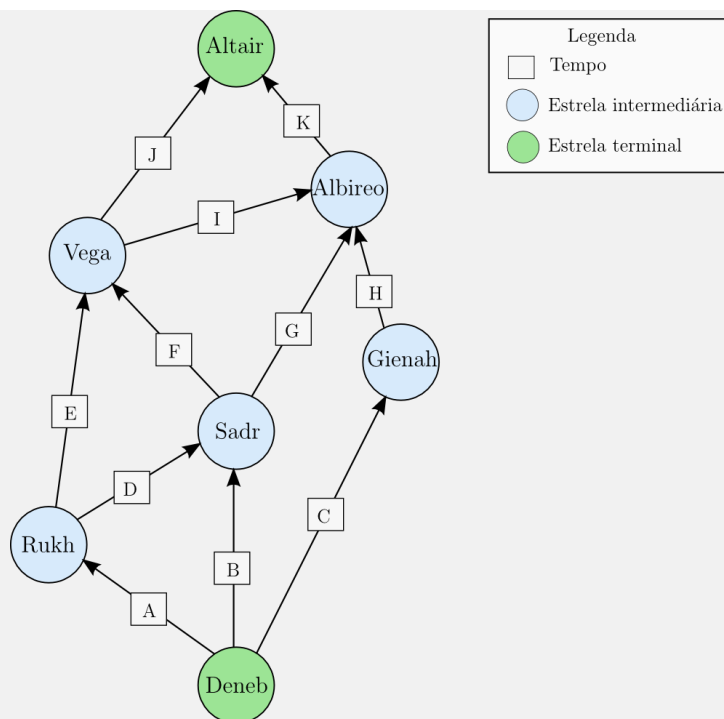 Altair
Legenda
Tempo
Estrela intermediária
Estrela terminal
K
J
Albireo
I
Vega
H
G
F
Gienah
E
Sadr
D
C
Rukh
B
A
Deneb